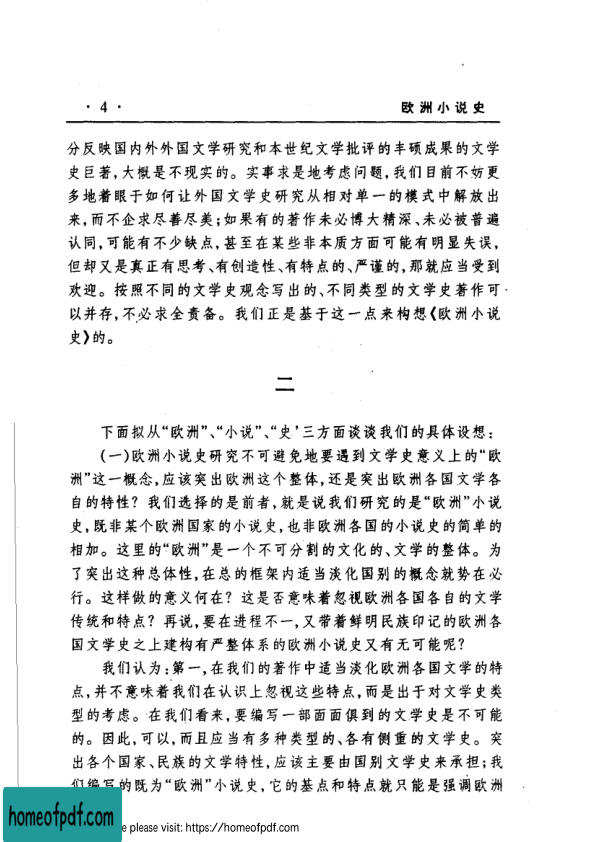 · 4 · 欧洲小说史
分反映国内外外国文学研究和本世纪文学批评的丰硕成果的文学
史巨著,大概是不现实的。实事求是地考虑问题,我们目前不妨更
多地着眼于如何让外国文学史研究从相对单一的模式中解放出
来,而不企求尽善尽美;如果有的著作未必博大精深、未必被普遍
认同,可能有不少缺点,甚至在某些非本质方面可能有明显失误,
但却又是真正有思考、有创造性、有特点的、严谨的,那就应当受到
欢迎。按照不同的文学史观念写出的、不同类型的文学史著作可
以并存,不必求全责备。我们正是基于这一点来构想《欧洲小说
史》的。
二
下面拟从“欧洲”、“小说”、“史’三方面谈谈我们的具体设想:
(一)欧洲小说史研究不可避免地要遇到文学史意义上的“欧
洲”这一概念,应该突出欧洲这个整体,还是突出欧洲各国文学各
自的特性?我们选择的是前者,就是说我们研究的是“欧洲”小说
史,既非某个欧洲国家的小说史,也非欧洲各国的小说史的简单的
相加。这里的“欧洲”是一个不可分割的文化的、文学的整体。为
了突出这种总体性,在总的框架内适当淡化国别的概念就势在必
行。这样做的意义何在?这是否意味着忽视欧洲各国各自的文学
传统和特点?再说,要在进程不一,又带着鲜明民族印记的欧洲各
国文学史之上建构有严整体系的欧洲小说史又有无可能呢?
我们认为:第一,在我们的著作中适当淡化欧洲各国文学的特
点,并不意味着我们在认识上忽视这些特点,而是出于对文学史类
型的考虑。在我们看来,要编写一部面面俱到的文学史是不可能
的。因此,可以,而且应当有多种类型的、各有侧重的文学史。突
出各个国家、民族的文学特性,应该主要由国别文学史来承担;我
们编写的既为“欧洲”小说史,它的基点和特点就只能是强调欧洲
homeofpdf.com
please visit: https://homeofpdf.com